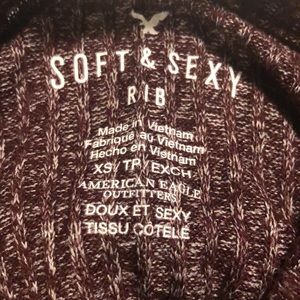 SOFT & SEXY
RIB
Made in Vietnam
Fabriqué au Vietnam
Hecho en Vietnam
XS/TP/EXCH
AMERICAN EAGLE
OUTFITTERS
DOUX ET SEXY
TISSU CÔTELÉ